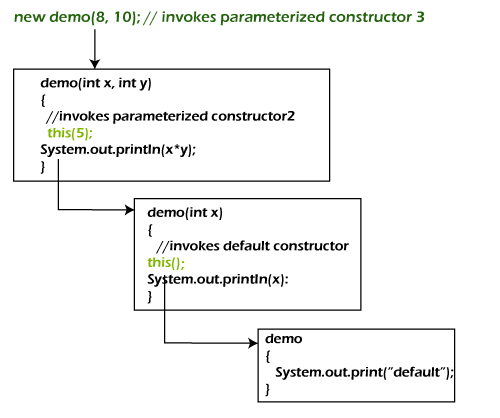 new demo(8, 10); // invokes parameterized constructor 3
demo(int x, int y)
{
//invokes parameterized constructor2
this(5);
System.out.println(x*y);
}
demo(int x)
{
//invokes default constructor
this();
System.out.println(x):
}
demo
{
System.out.print("default");
}